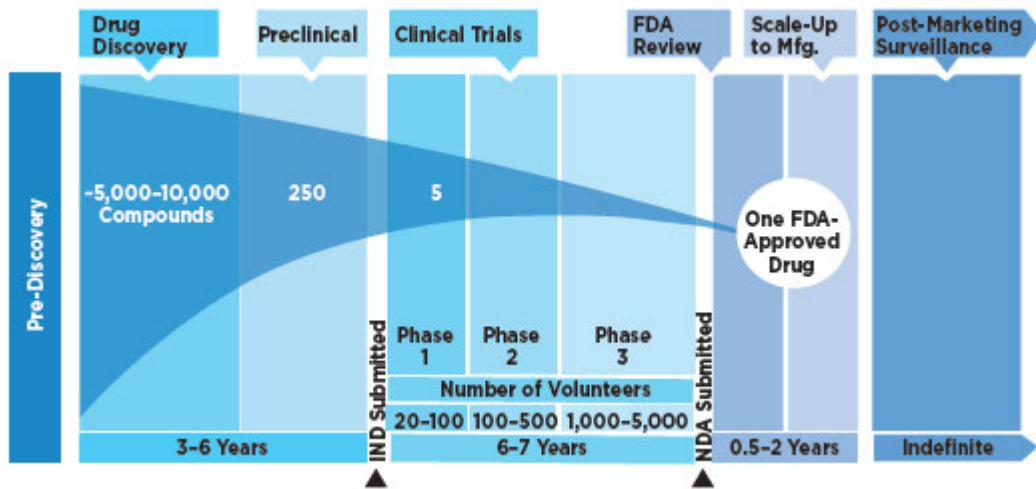 Drug
Discovery
Preclinical
Clinical Trials
FDA
Review
Scale-Up
to Mfg.
Post-Marketing
Surveillance
Pre-Discovery
~5,000–10,000
Compounds
250
5
One FDA-
Approved
Drug
IND Submitted
Phase
1
Phase
2
Phase
3
NDA Submitted
Number of Volunteers
20–100
100–500
1,000–5,000
3–6 Years
6–7 Years
0.5–2 Years
Indefinite